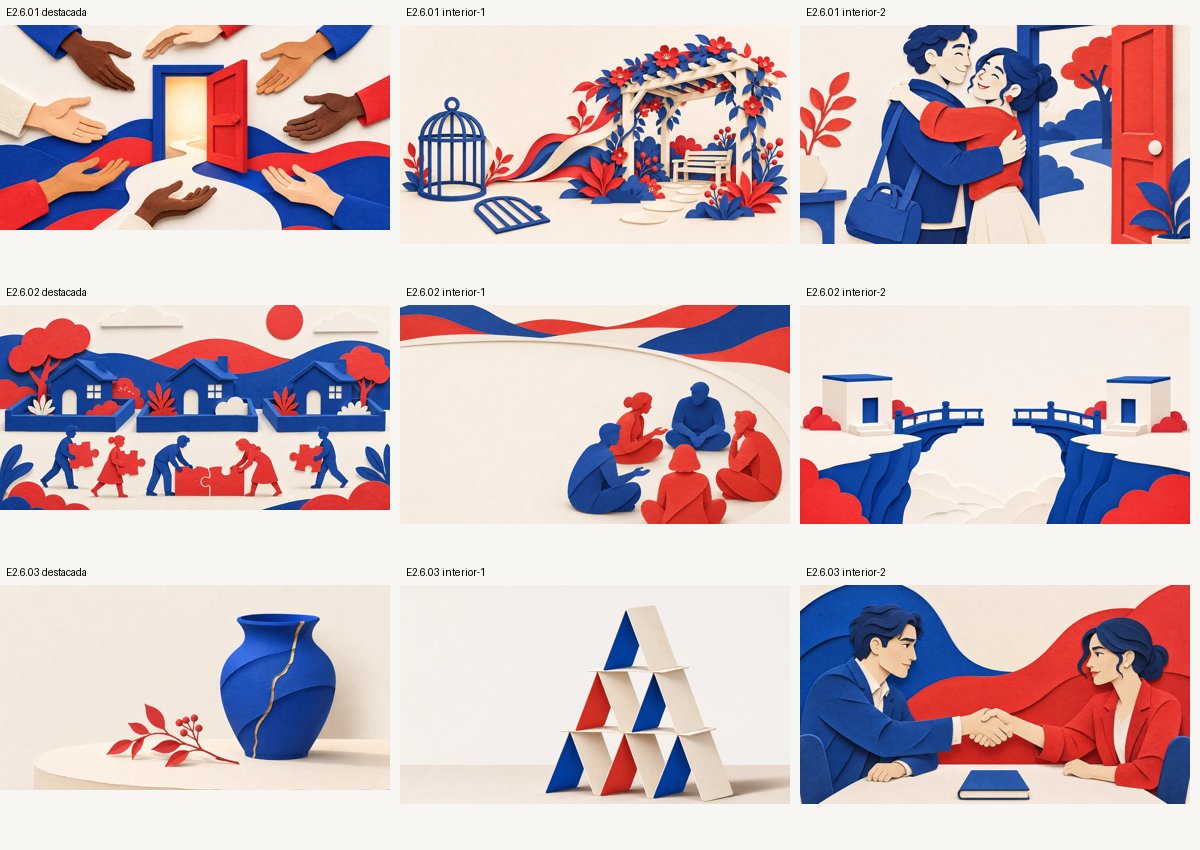 E2.6.01 destacada
E2.6.01 interior-1
E2.6.01 interior-2
E2.6.02 destacada
E2.6.02 interior-1
E2.6.02 interior-2
E2.6.03 destacada
E2.6.03 interior-1
E2.6.03 interior-2